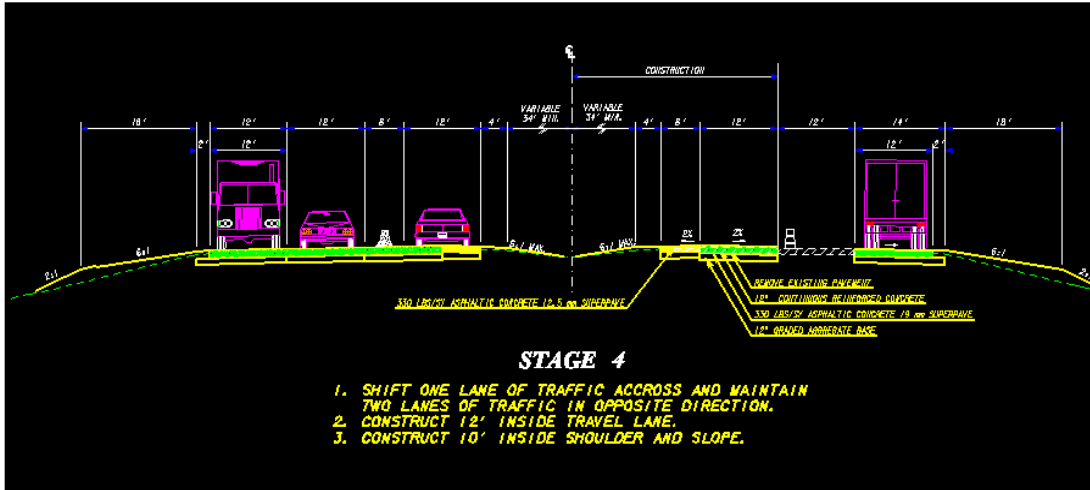 ℄
CONSTRUCTION
VARIABLE
34' MIN.
VARIABLE
34' MIN.
18' 12' 12' 6' 12' 4' 4' 6' 12' 12' 14' 18'
2' 12' 12' 2'
6:1 MAX. 6:1 MAX. 2% 2%
2:1 6:1 6:1
REMOVE EXISTING PAVEMENT
330 LBS/SY ASPHALTIC CONCRETE 12.5 mm SUPERPAVE
12" CONTINUOUS REINFORCED CONCRETE
330 LBS/SY ASPHALTIC CONCRETE 19 mm SUPERPAVE
12" GRADED AGGREGATE BASE
STAGE 4
1. SHIFT ONE LANE OF TRAFFIC ACCROSS AND MAINTAIN
TWO LANES OF TRAFFIC IN OPPOSITE DIRECTION.
2. CONSTRUCT 12' INSIDE TRAVEL LANE.
3. CONSTRUCT 10' INSIDE SHOULDER AND SLOPE.